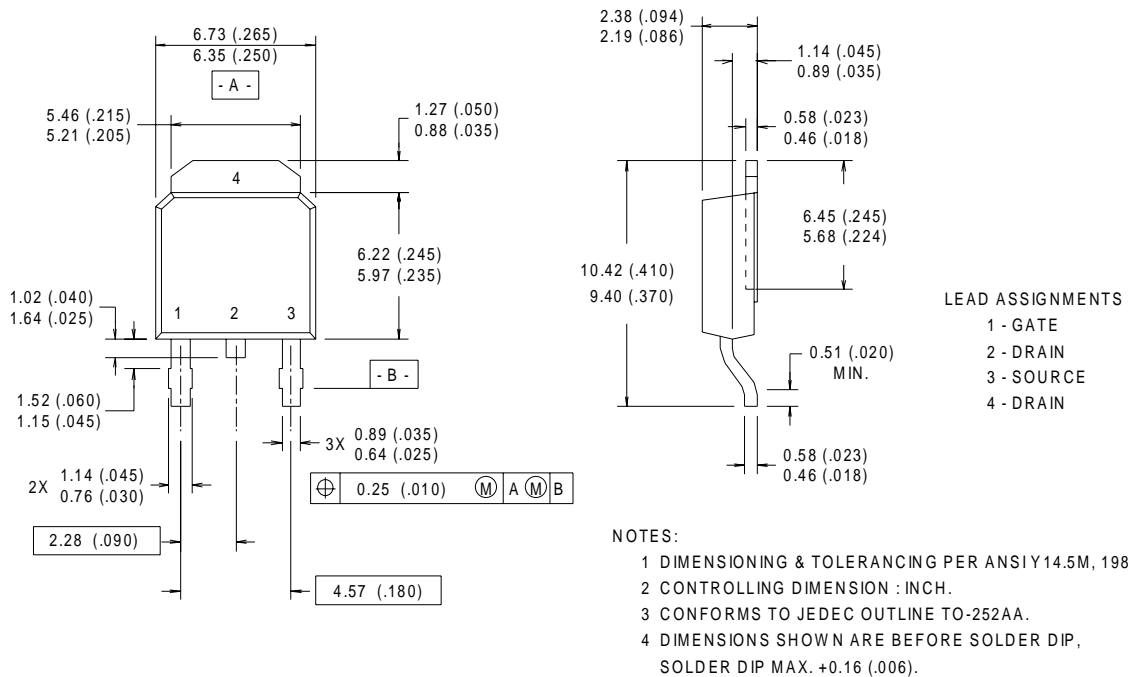 6.73 (.265)
6.35 (.250)
- A -
5.46 (.215)
5.21 (.205)
1.27 (.050)
0.88 (.035)
4
6.22 (.245)
5.97 (.235)
1.02 (.040)
1.64 (.025)
1 2 3
- B -
1.52 (.060)
1.15 (.045)
3X 0.89 (.035)
0.64 (.025)
2X 1.14 (.045)
0.76 (.030)
⌖ 0.25 (.010) Ⓜ A Ⓜ B
2.28 (.090)
4.57 (.180)
2.38 (.094)
2.19 (.086)
1.14 (.045)
0.89 (.035)
0.58 (.023)
0.46 (.018)
6.45 (.245)
5.68 (.224)
10.42 (.410)
9.40 (.370)
0.51 (.020)
MIN.
0.58 (.023)
0.46 (.018)
LEAD ASSIGNMENTS
1 - GATE
2 - DRAIN
3 - SOURCE
4 - DRAIN
NOTES:
1 DIMENSIONING & TOLERANCING PER ANSI Y14.5M, 198
2 CONTROLLING DIMENSION : INCH.
3 CONFORMS TO JEDEC OUTLINE TO-252AA.
4 DIMENSIONS SHOWN ARE BEFORE SOLDER DIP,
SOLDER DIP MAX. +0.16 (.006).